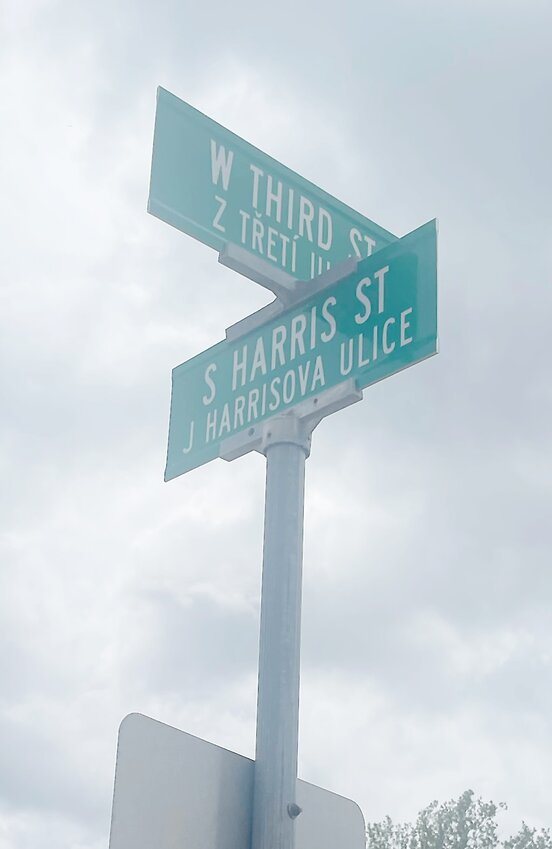 W THIRD ST
Z TŘETÍ
S HARRIS ST
J HARRISOVA ULICE